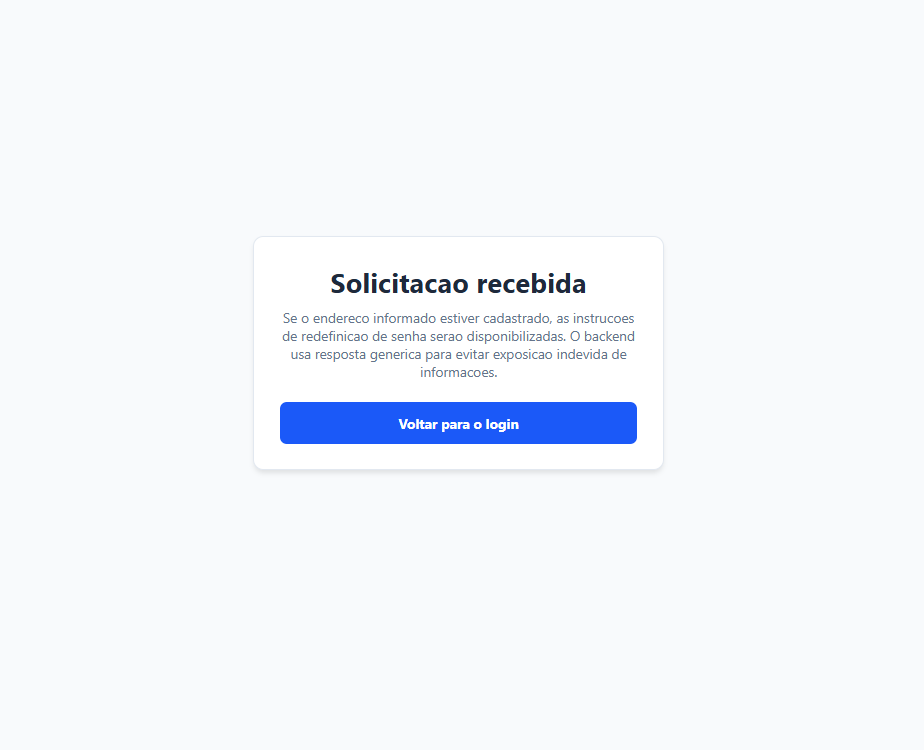 Solicitacao recebida
Se o endereco informado estiver cadastrado, as instrucoes
de redefinicao de senha serao disponibilizadas. O backend
usa resposta generica para evitar exposicao indevida de
informacoes.
Voltar para o login